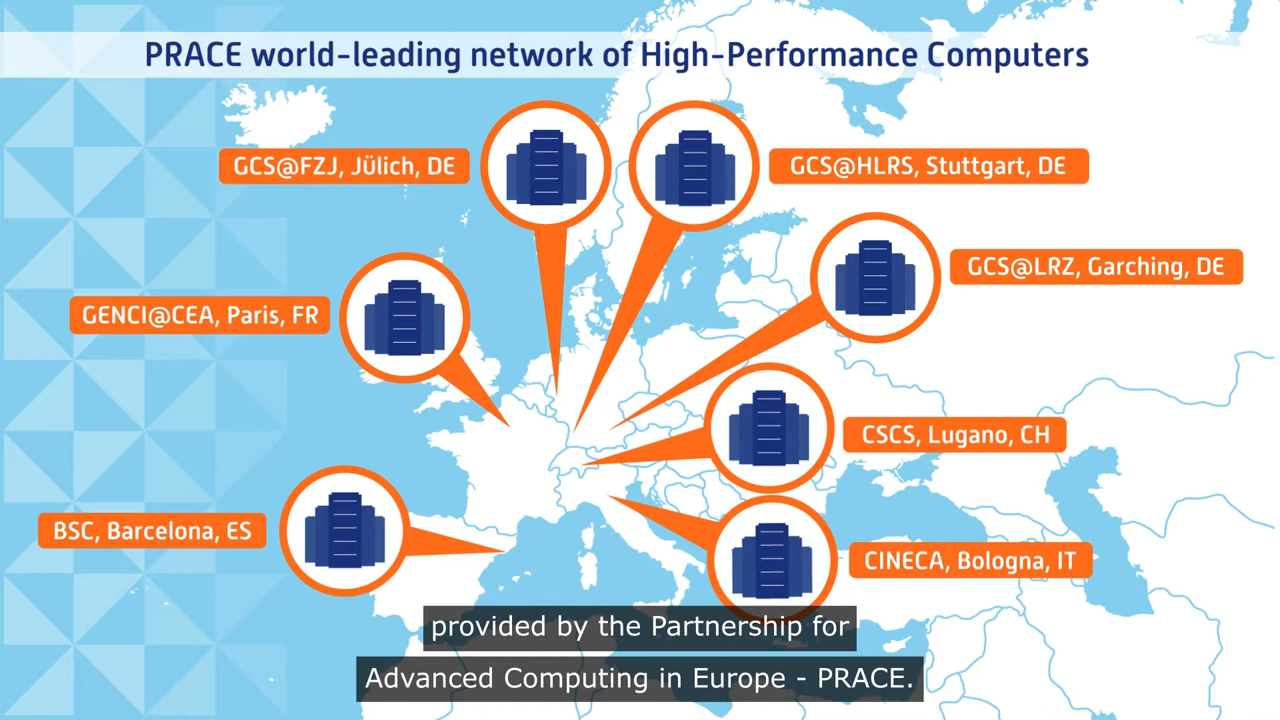 PRACE world-leading network of High-Performance Computers
GCS@FZJ, Jülich, DE
GCS@HLRS, Stuttgart, DE
GCS@LRZ, Garching, DE
GENCI@CEA, Paris, FR
CSCS, Lugano, CH
BSC, Barcelona, ES
CINECA, Bologna, IT
provided by the Partnership for
Advanced Computing in Europe - PRACE.